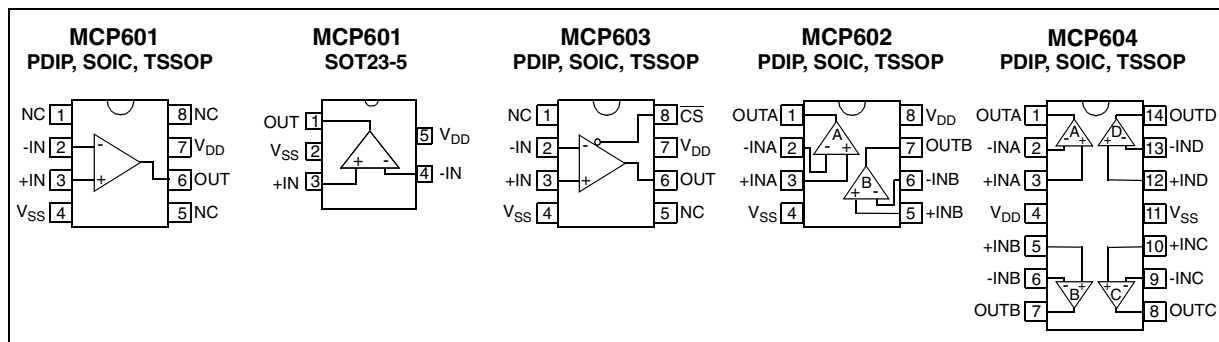 MCP601
PDIP, SOIC, TSSOP
NC 1 8 NC
-IN 2 - 7 VDD
+IN 3 + 6 OUT
VSS 4 5 NC
MCP601
SOT23-5
OUT 1 5 VDD
VSS 2
+IN 3 + - 4 -IN
MCP603
PDIP, SOIC, TSSOP
NC 1 8 C̅S̅
-IN 2 - 7 VDD
+IN 3 + 6 OUT
VSS 4 5 NC
MCP602
PDIP, SOIC, TSSOP
OUTA 1 A 8 VDD
-INA 2 - + 7 OUTB
+INA 3 B 6 -INB
VSS 4 + - 5 +INB
MCP604
PDIP, SOIC, TSSOP
OUTA 1 A D 14 OUTD
-INA 2 - + + - 13 -IND
+INA 3 12 +IND
VDD 4 11 VSS
+INB 5 10 +INC
-INB 6 - + + - 9 -INC
OUTB 7 B C 8 OUTC